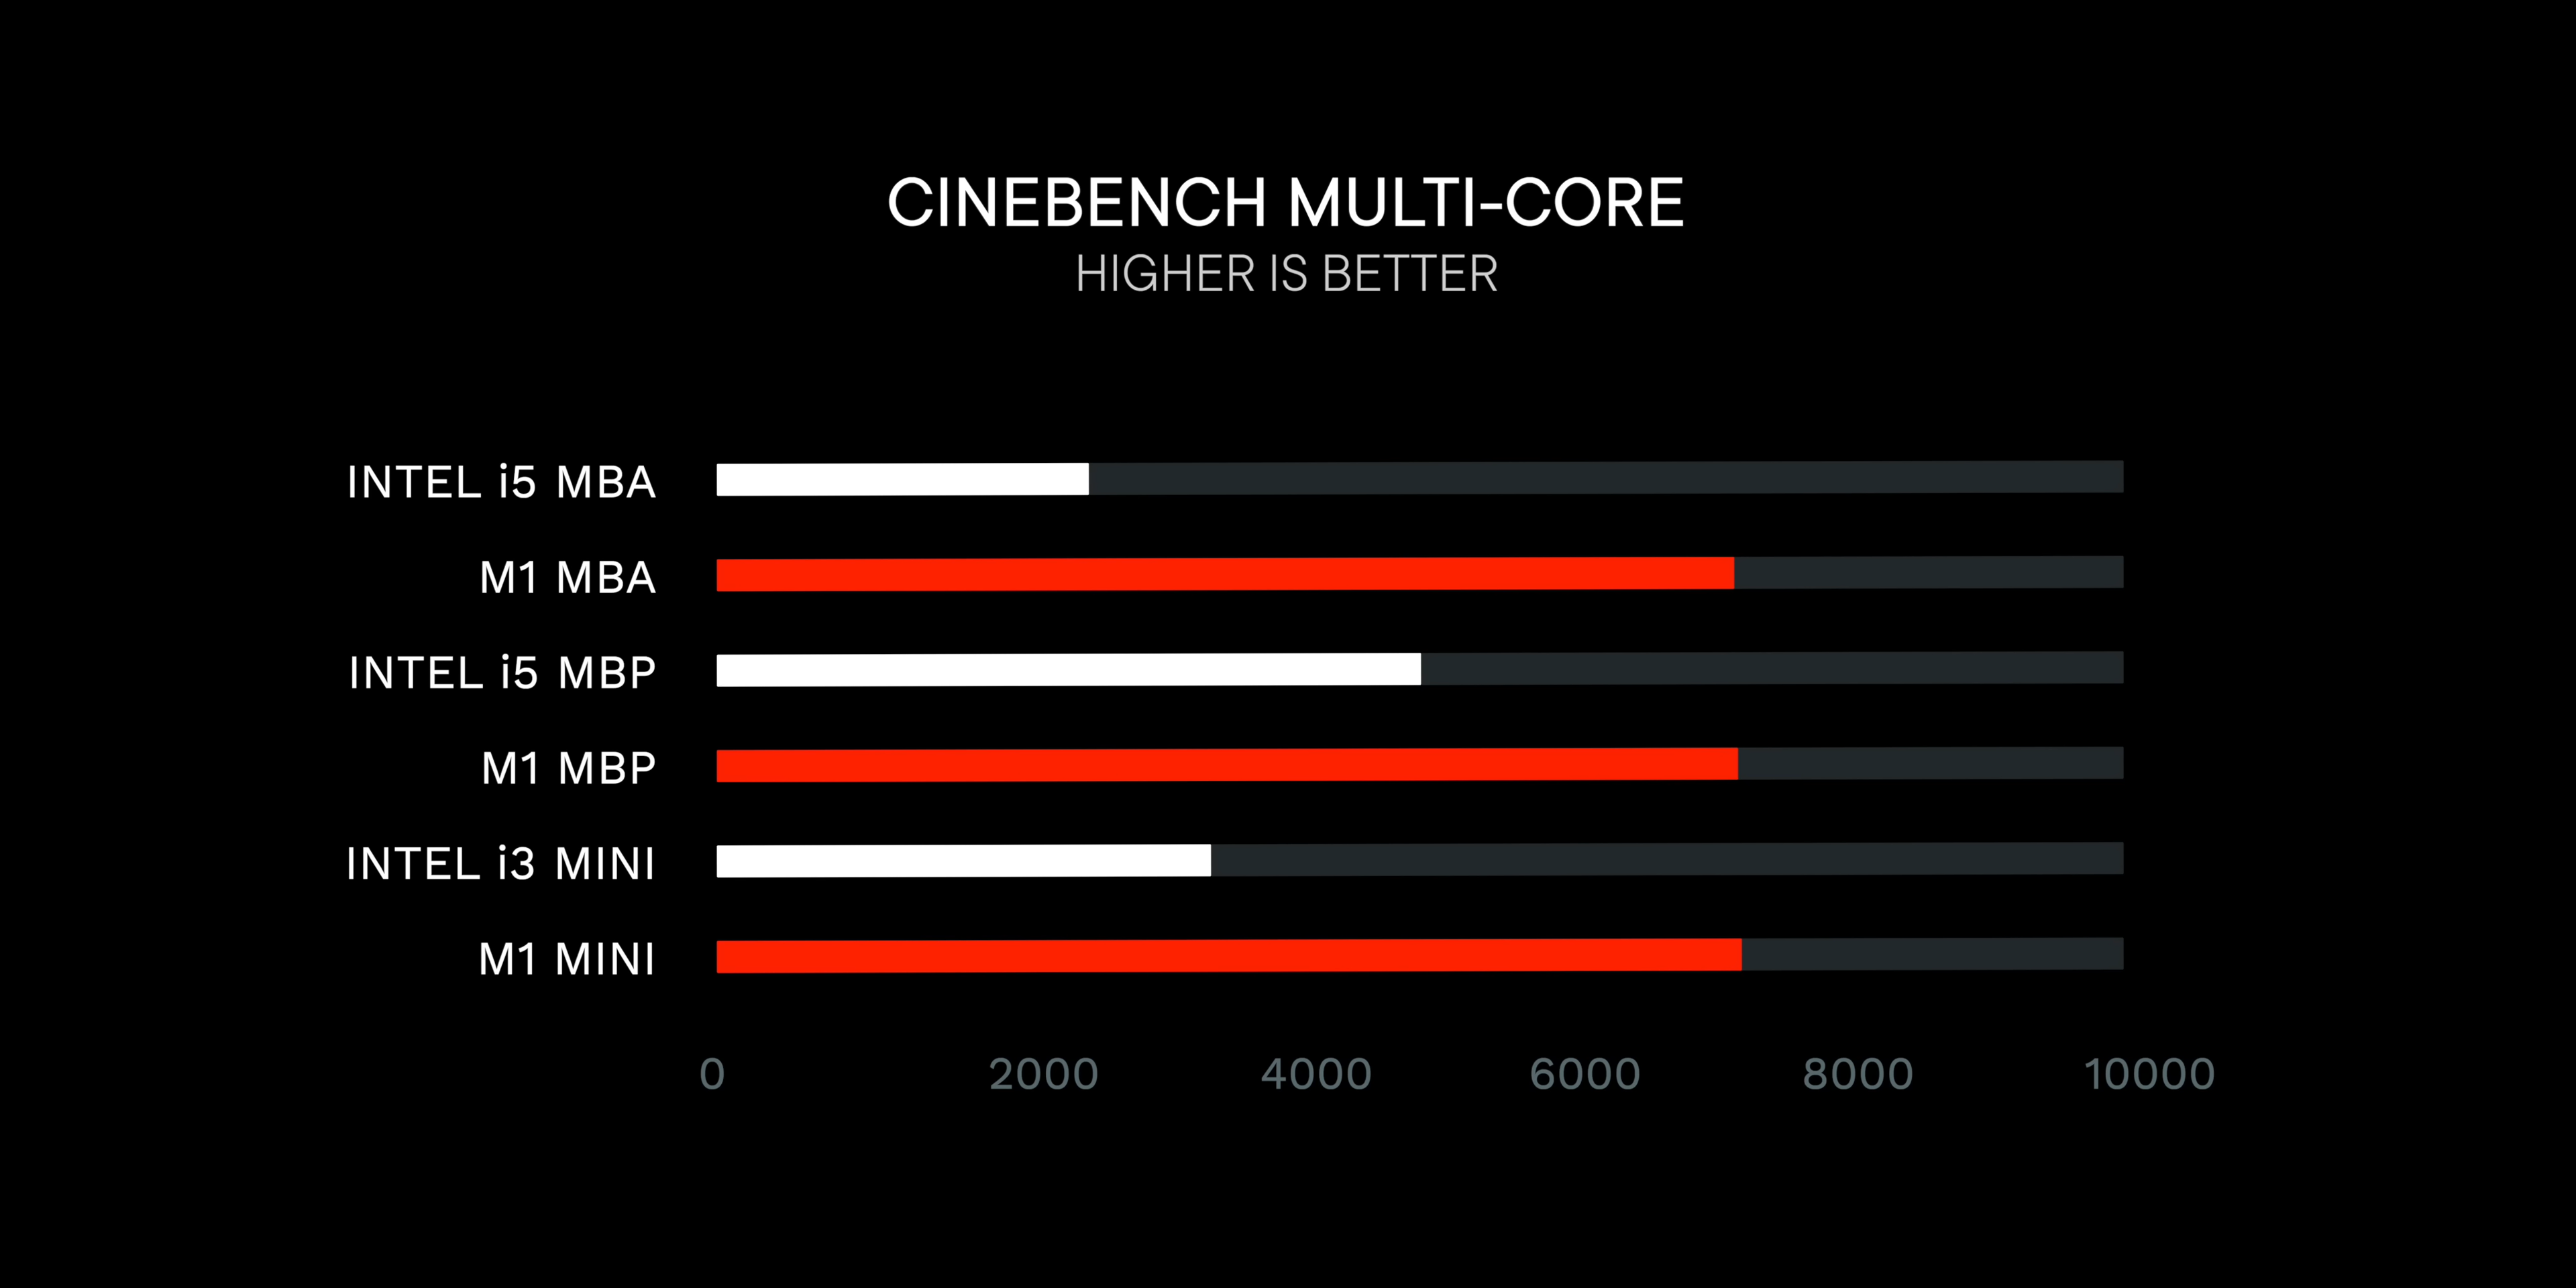 CINEBENCH MULTI-CORE
HIGHER IS BETTER
INTEL i5 MBA
M1 MBA
INTEL i5 MBP
M1 MBP
INTEL i3 MINI
M1 MINI
0 2000 4000 6000 8000 10000